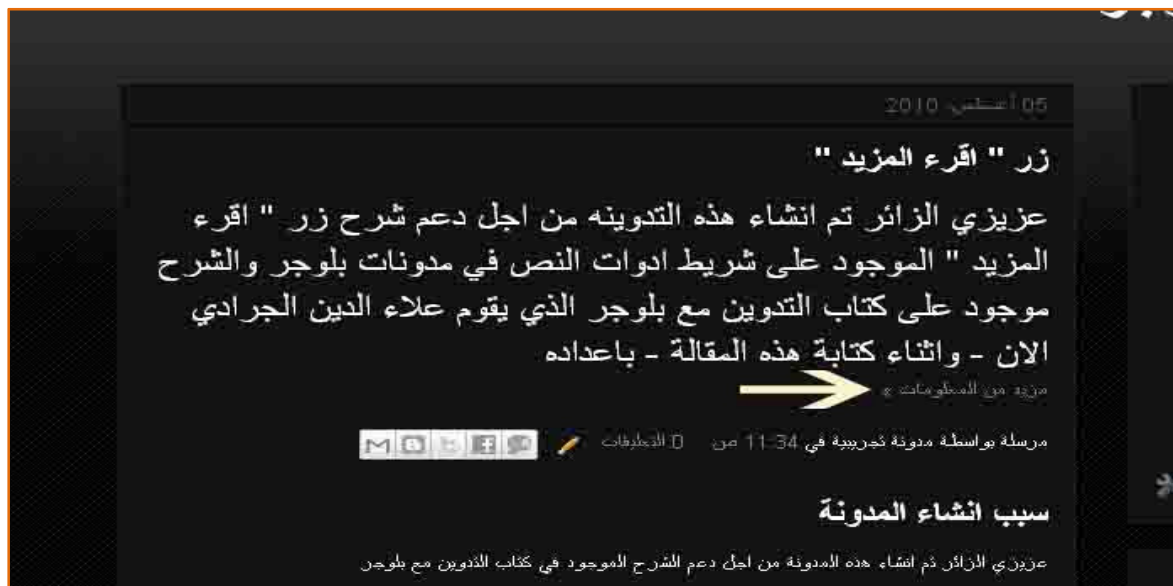 05 أغسطس، 2010
زر " اقرء المزيد "
عزيزي الزائر تم انشاء هذه التدوينه من اجل دعم شرح زر " اقرء
المزيد " الموجود على شريط ادوات النص في مدونات بلوجر والشرح
موجود على كتاب التدوين مع بلوجر الذي يقوم علاء الدين الجرادي
الان - واثناء كتابة هذه المقالة - باعداده
مزيد من المعلومات »
مرسلة بواسطة مدونة تجريبية في 11:34 ص 0 التعليقات
سبب انشاء المدونة
عزيزي الزائر تم انشاء هذه المدونة من اجل دعم الشرح الموجود في كتاب التدوين مع بلوجر